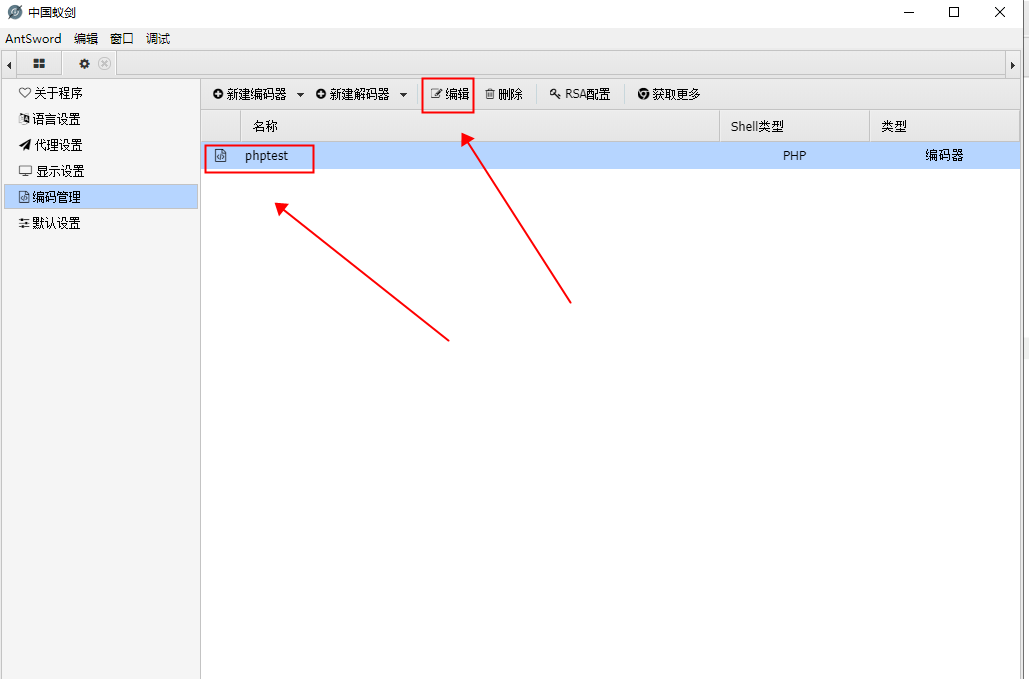 中国蚁剑
AntSword 编辑 窗口 调试
关于程序
语言设置
代理设置
显示设置
编码管理
默认设置
新建编码器 新建解码器 编辑 删除 RSA配置 获取更多
名称 Shell类型 类型
phptest PHP 编码器